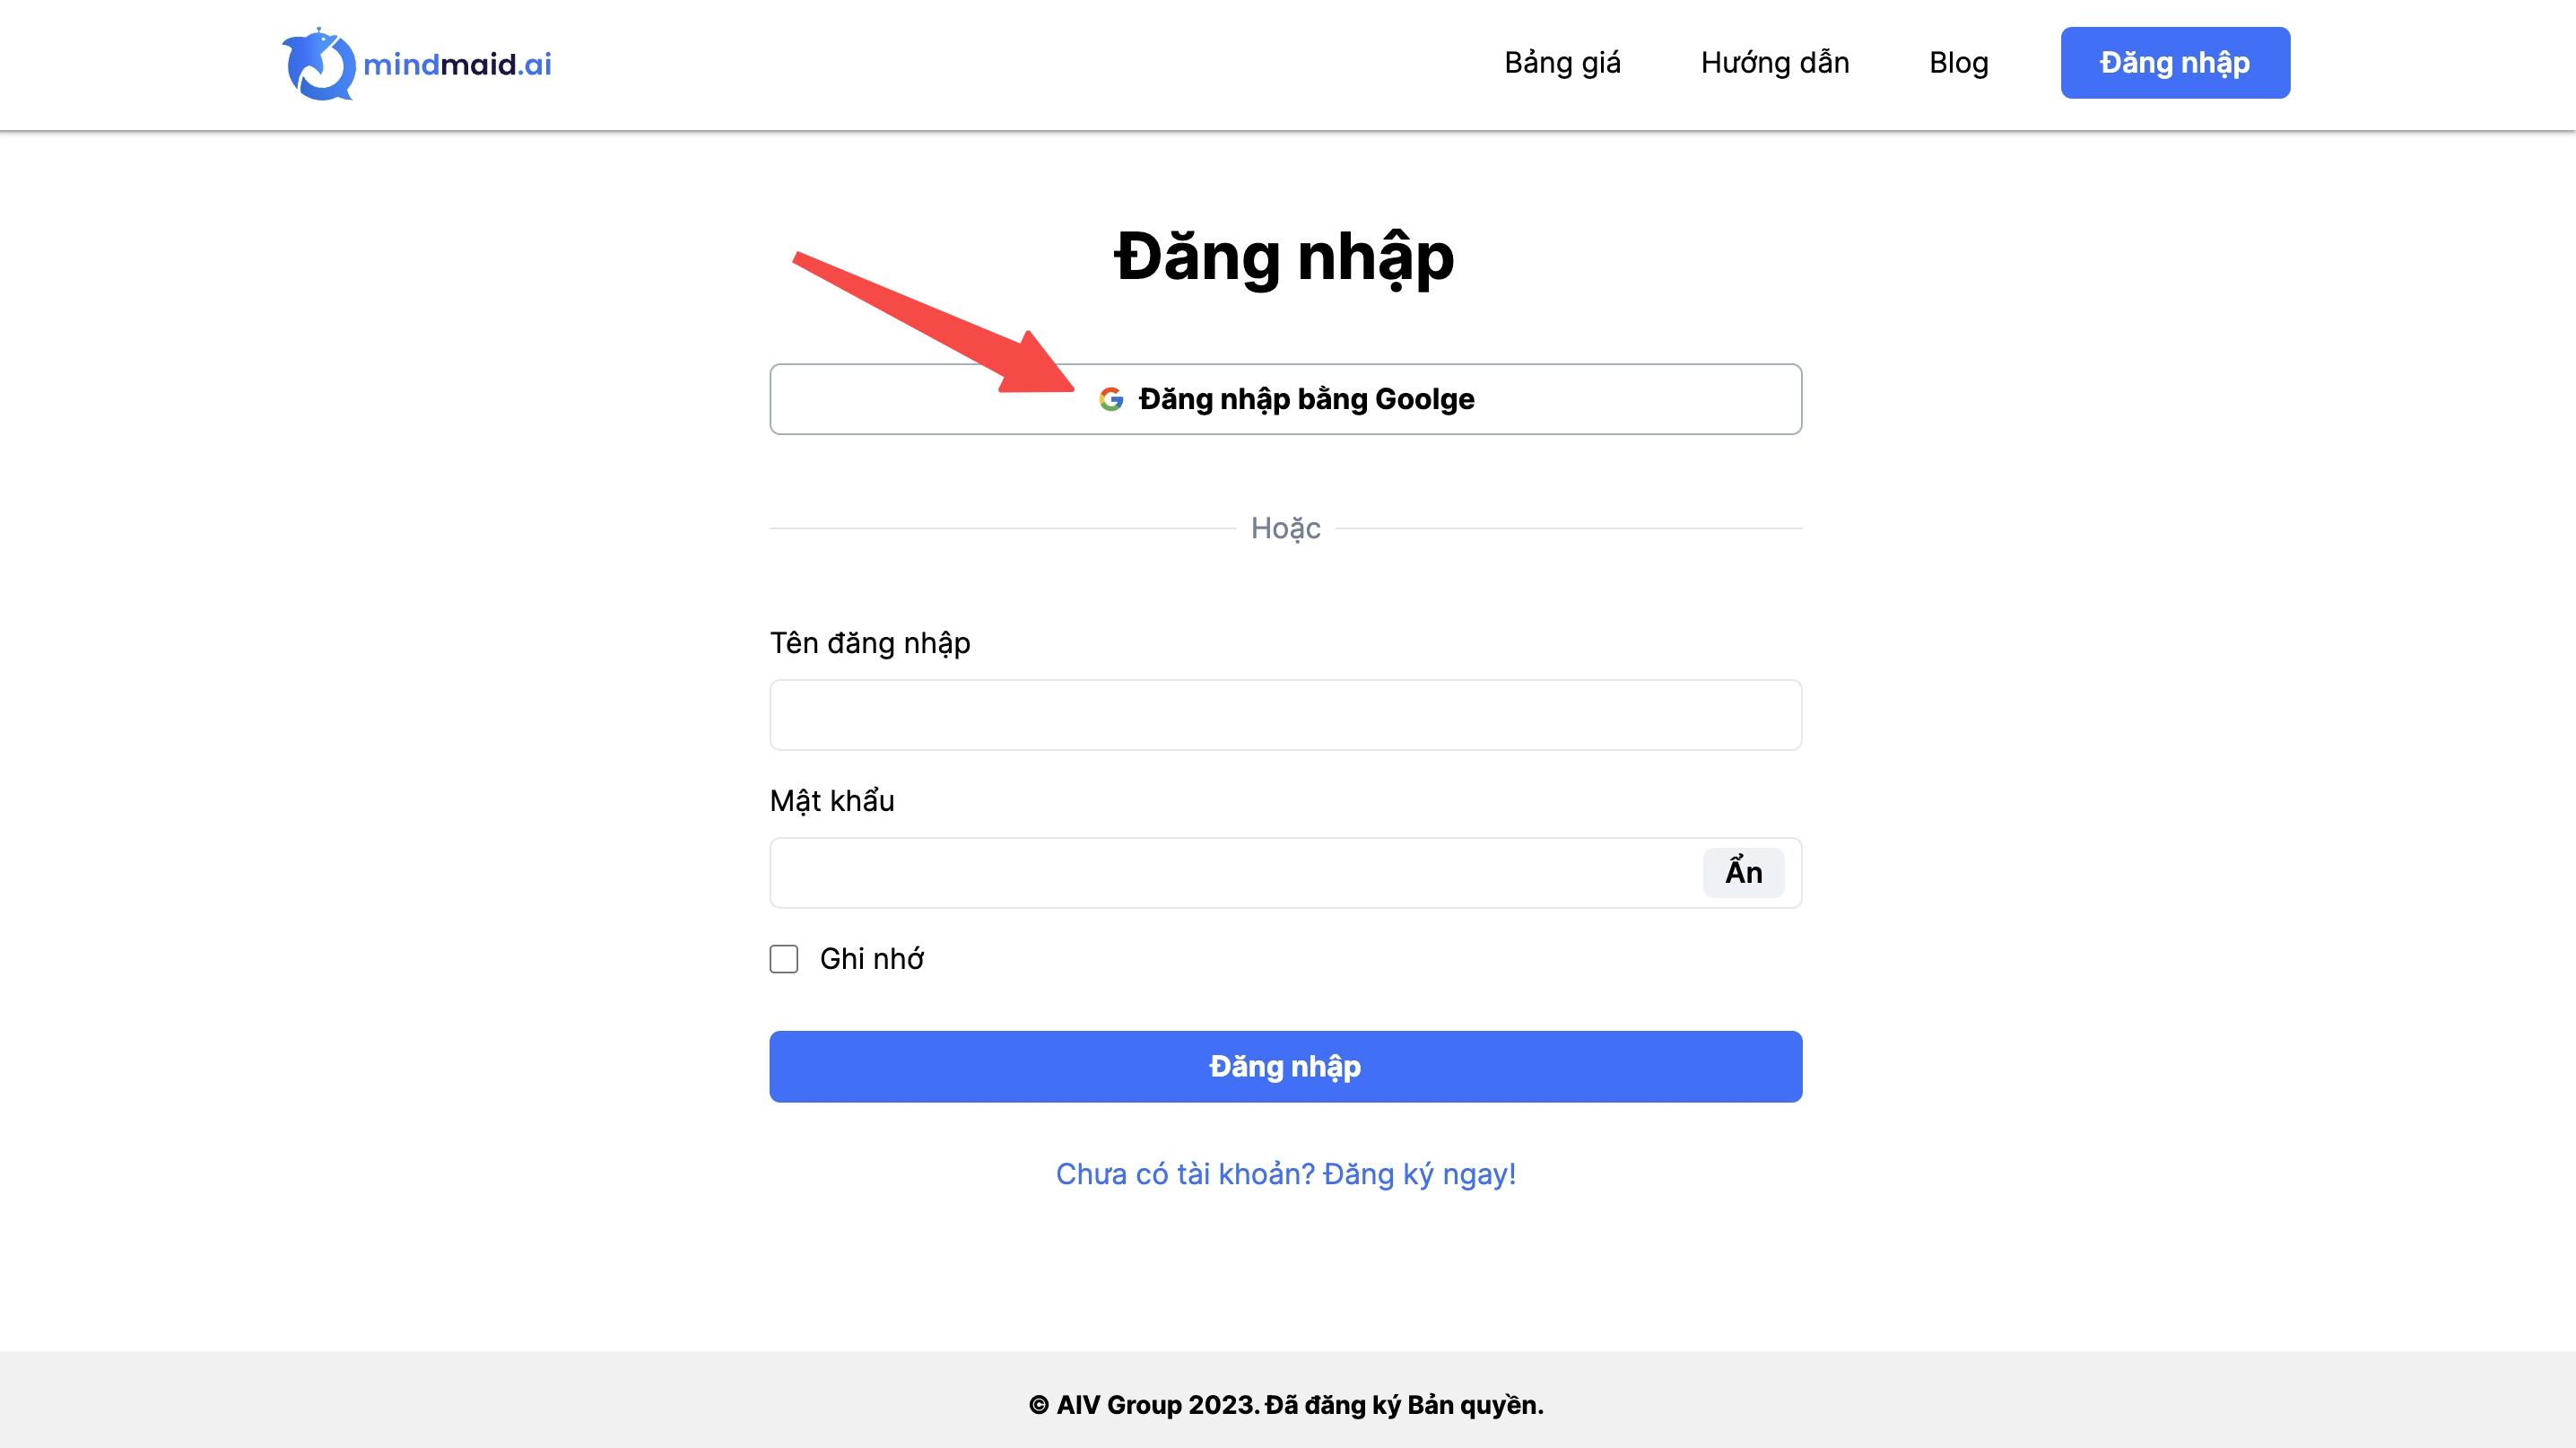 mindmaid.ai
Bảng giá
Hướng dẫn
Blog
Đăng nhập
Đăng nhập
Đăng nhập bằng Goolge
Hoặc
Tên đăng nhập
Mật khẩu
Ẩn
Ghi nhớ
Đăng nhập
Chưa có tài khoản? Đăng ký ngay!
© AIV Group 2023. Đã đăng ký Bản quyền.